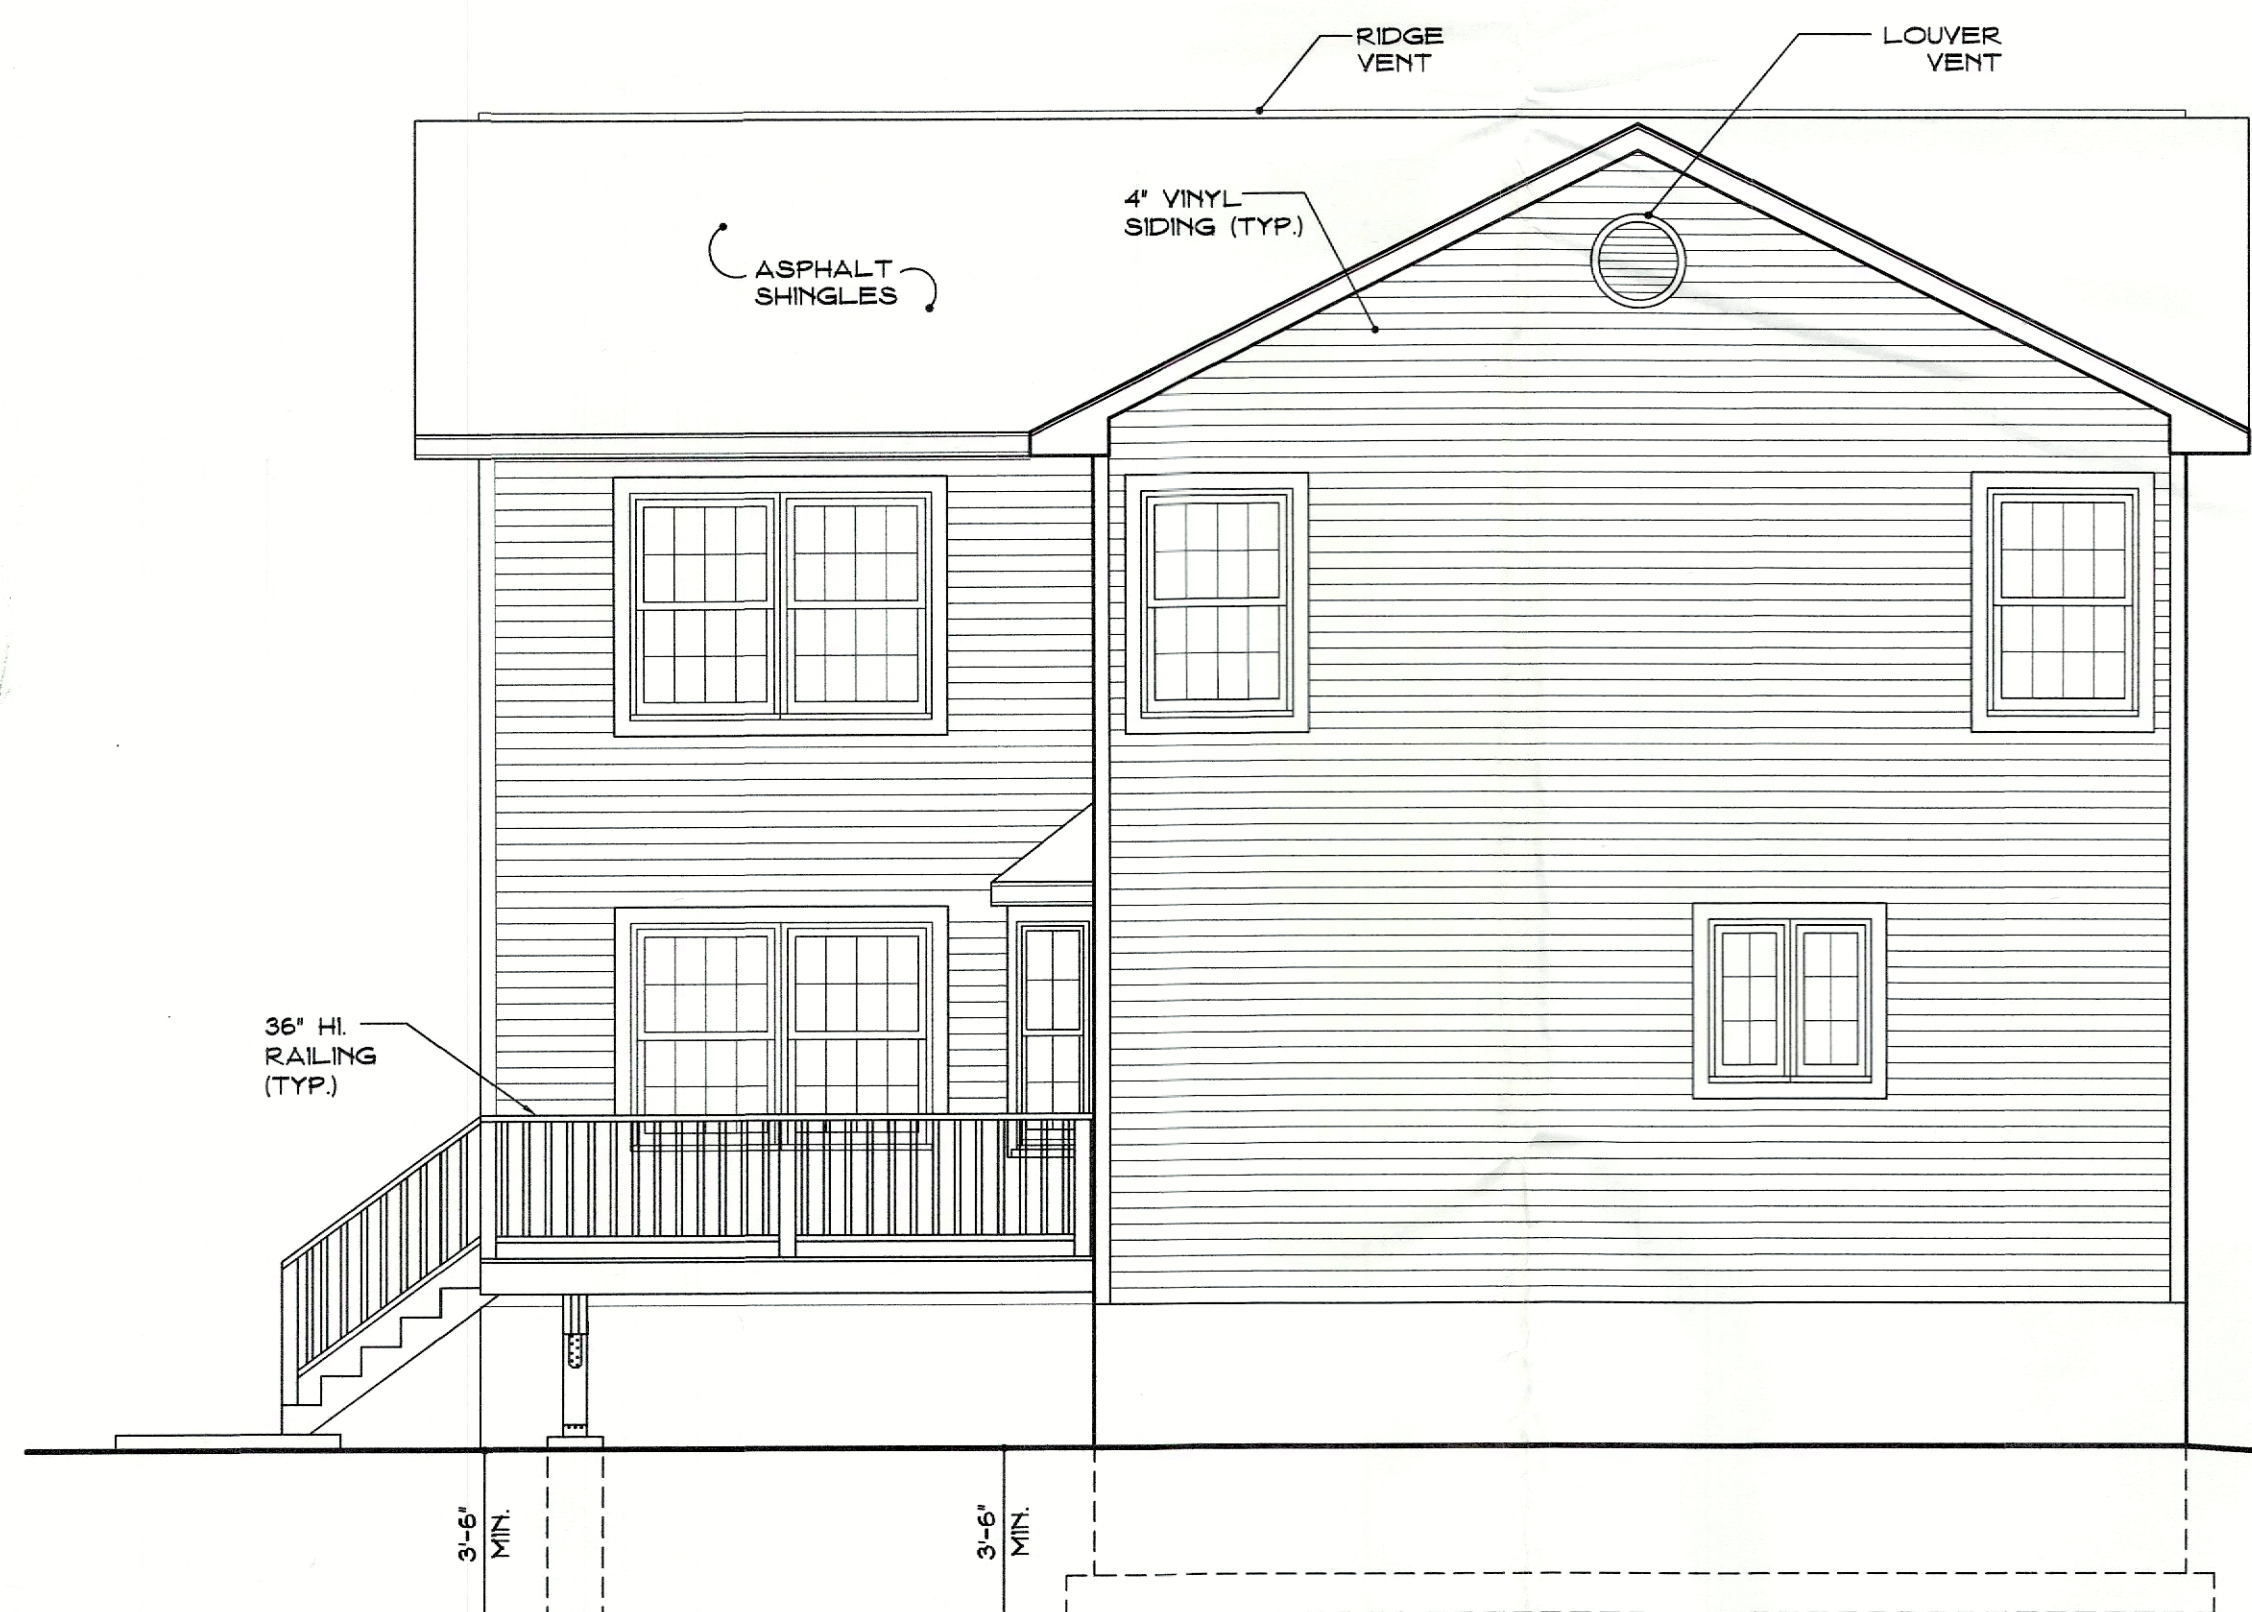 RIDGE
VENT
LOUVER
VENT
4" VINYL
SIDING (TYP.)
ASPHALT
SHINGLES
36" HI.
RAILING
(TYP.)
3'-6"
MIN.
3'-6"
MIN.